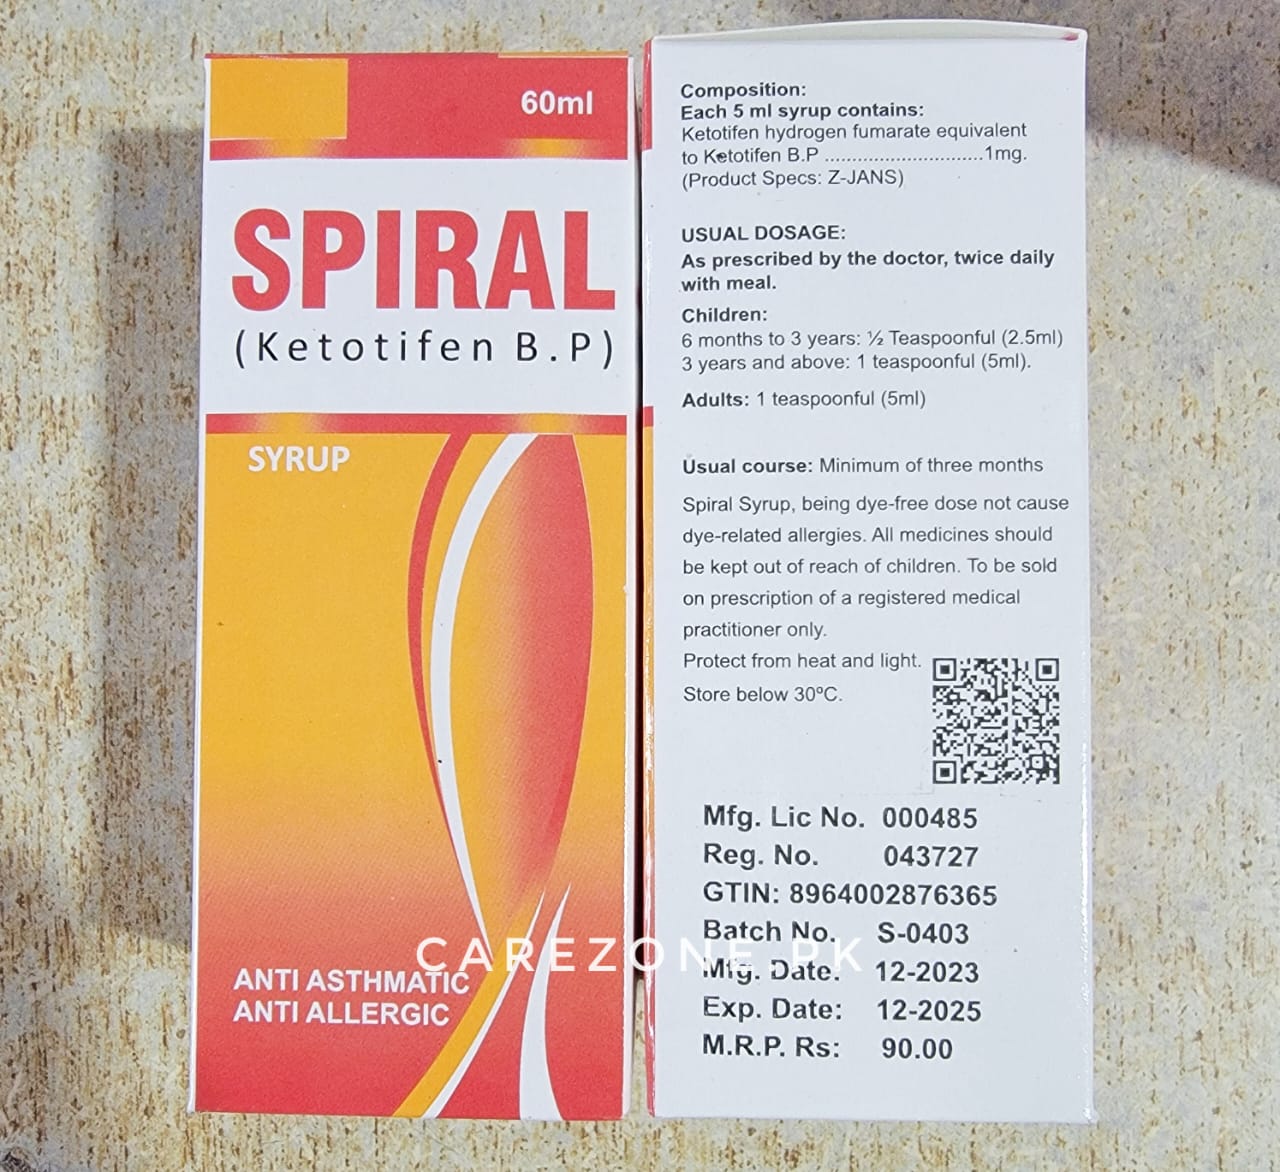 60ml
SPIRAL
(Ketotifen B.P)
SYRUP
ANTI ASTHMATIC
ANTI ALLERGIC
Composition:
Each 5 ml syrup contains:
Ketotifen hydrogen fumarate equivalent
to Ketotifen B.P .............................1mg.
(Product Specs: Z-JANS)
USUAL DOSAGE:
As prescribed by the doctor, twice daily
with meal.
Children:
6 months to 3 years: ½ Teaspoonful (2.5ml)
3 years and above: 1 teaspoonful (5ml).
Adults: 1 teaspoonful (5ml)
Usual course: Minimum of three months
Spiral Syrup, being dye-free dose not cause
dye-related allergies. All medicines should
be kept out of reach of children. To be sold
on prescription of a registered medical
practitioner only.
Protect from heat and light.
Store below 30ºC.
Mfg. Lic No. 000485
Reg. No. 043727
GTIN: 8964002876365
Batch No. S-0403
Mfg. Date: 12-2023
Exp. Date: 12-2025
M.R.P. Rs: 90.00
CAREZONE PK